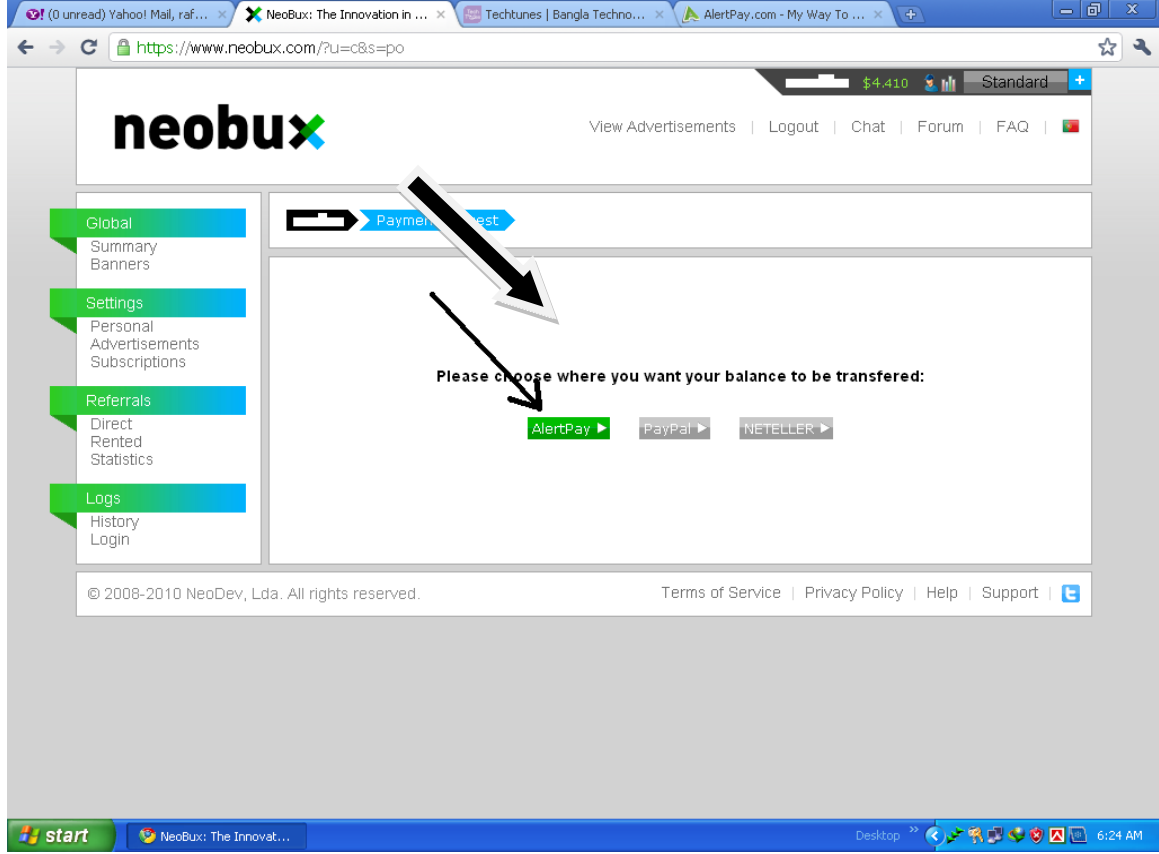 (0 unread) Yahoo! Mail, raf... NeoBux: The Innovation in ... Techtunes | Bangla Techno... AlertPay.com - My Way To ...
https://www.neobux.com/?u=c&s=po
$4.410 Standard +
neobux
View Advertisements | Logout | Chat | Forum | FAQ |
Global
Summary
Banners
Settings
Personal
Advertisements
Subscriptions
Referrals
Direct
Rented
Statistics
Logs
History
Login
Please choose where you want your balance to be transfered:
AlertPay PayPal NETELLER
© 2008-2010 NeoDev, Lda. All rights reserved.
Terms of Service | Privacy Policy | Help | Support |
start NeoBux: The Innovat... Desktop 6:24 AM